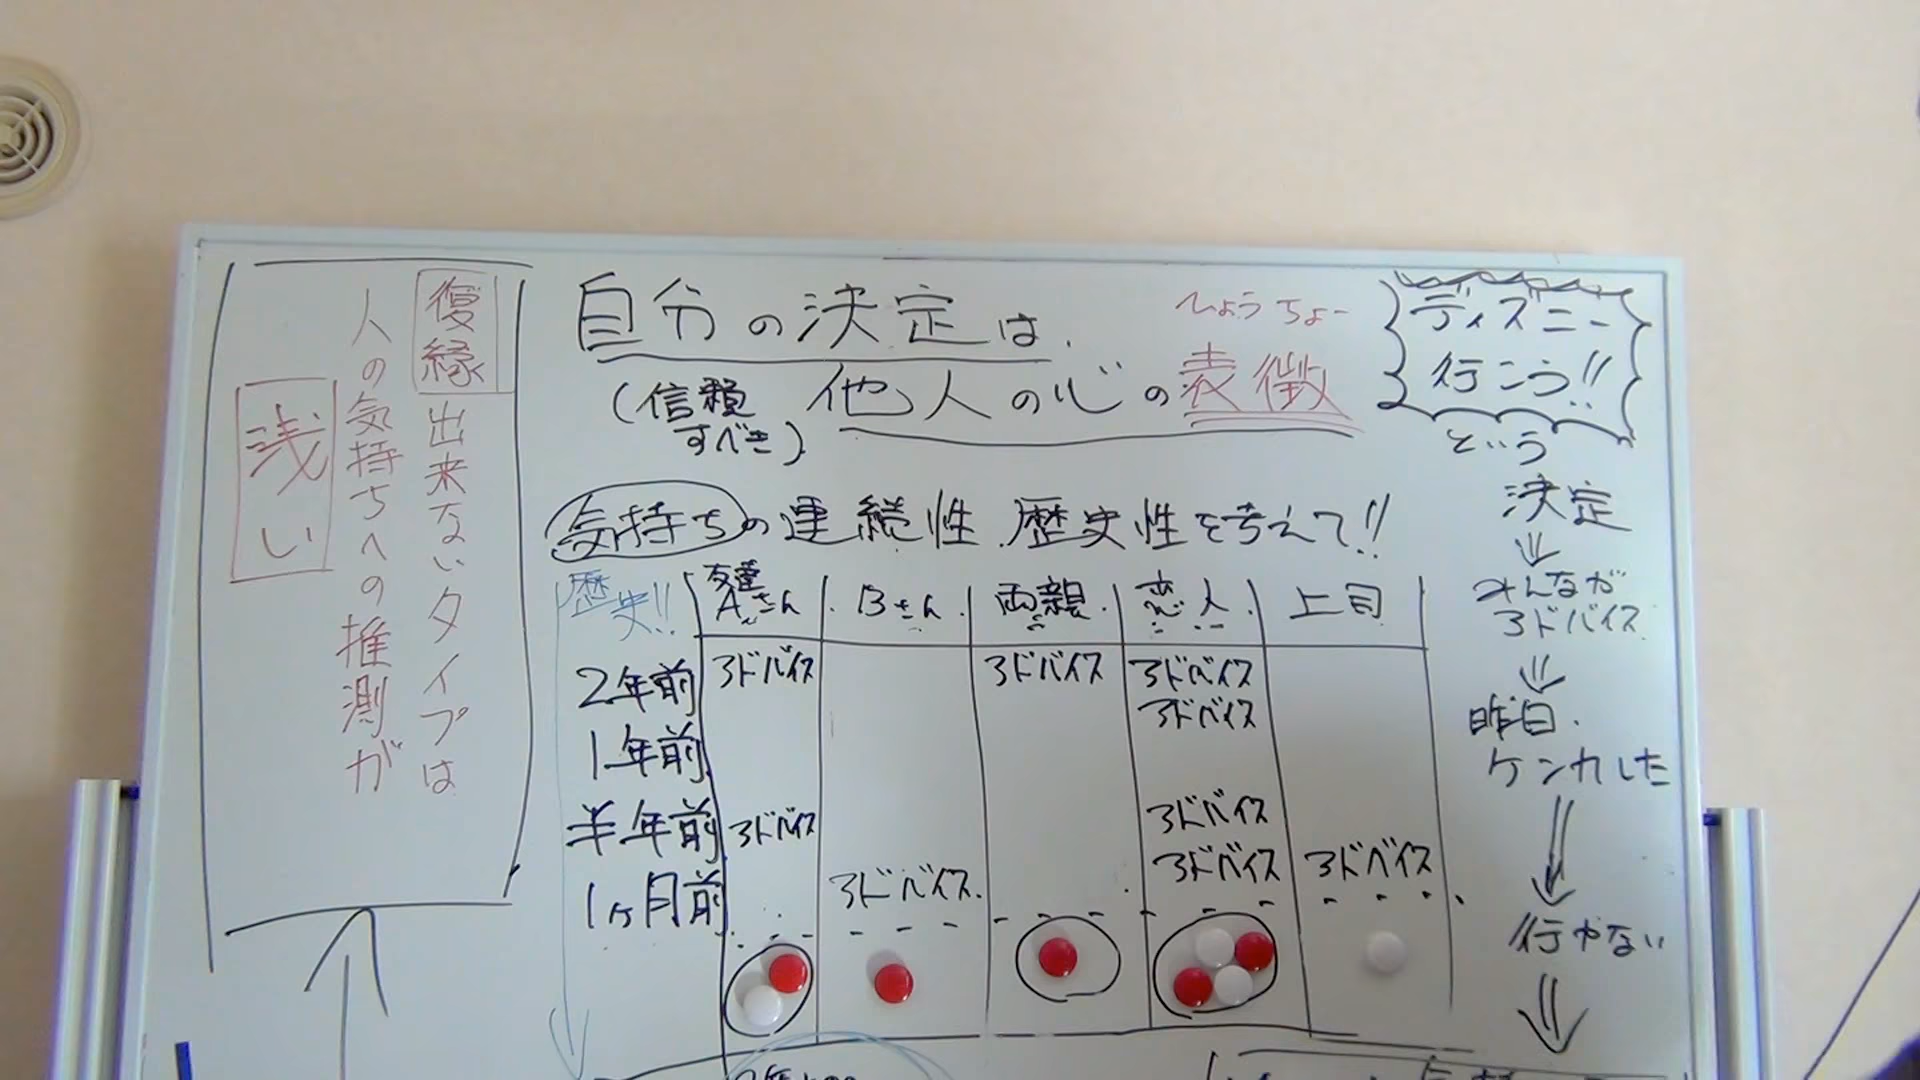 復縁出来ないタイプは
人の気持ちへの推測が
浅い
自分の決定は.
ひょうちょー
(信頼すべき)
他人の心の表徴
気持ちの連続性.歴史性を考えて!!
歴史!! 友達Aさん Bさん 両親 恋人 上司
2年前 アドバイス アドバイス アドバイス
アドバイス
1年前
半年前 アドバイス アドバイス
アドバイス アドバイス
1ヶ月前 アドバイス.
ディズニー
行こう!!
という
決定
⇓
みんなが
アドバイス
⇓
昨日.
ケンカした
⇓
行かない
⇓